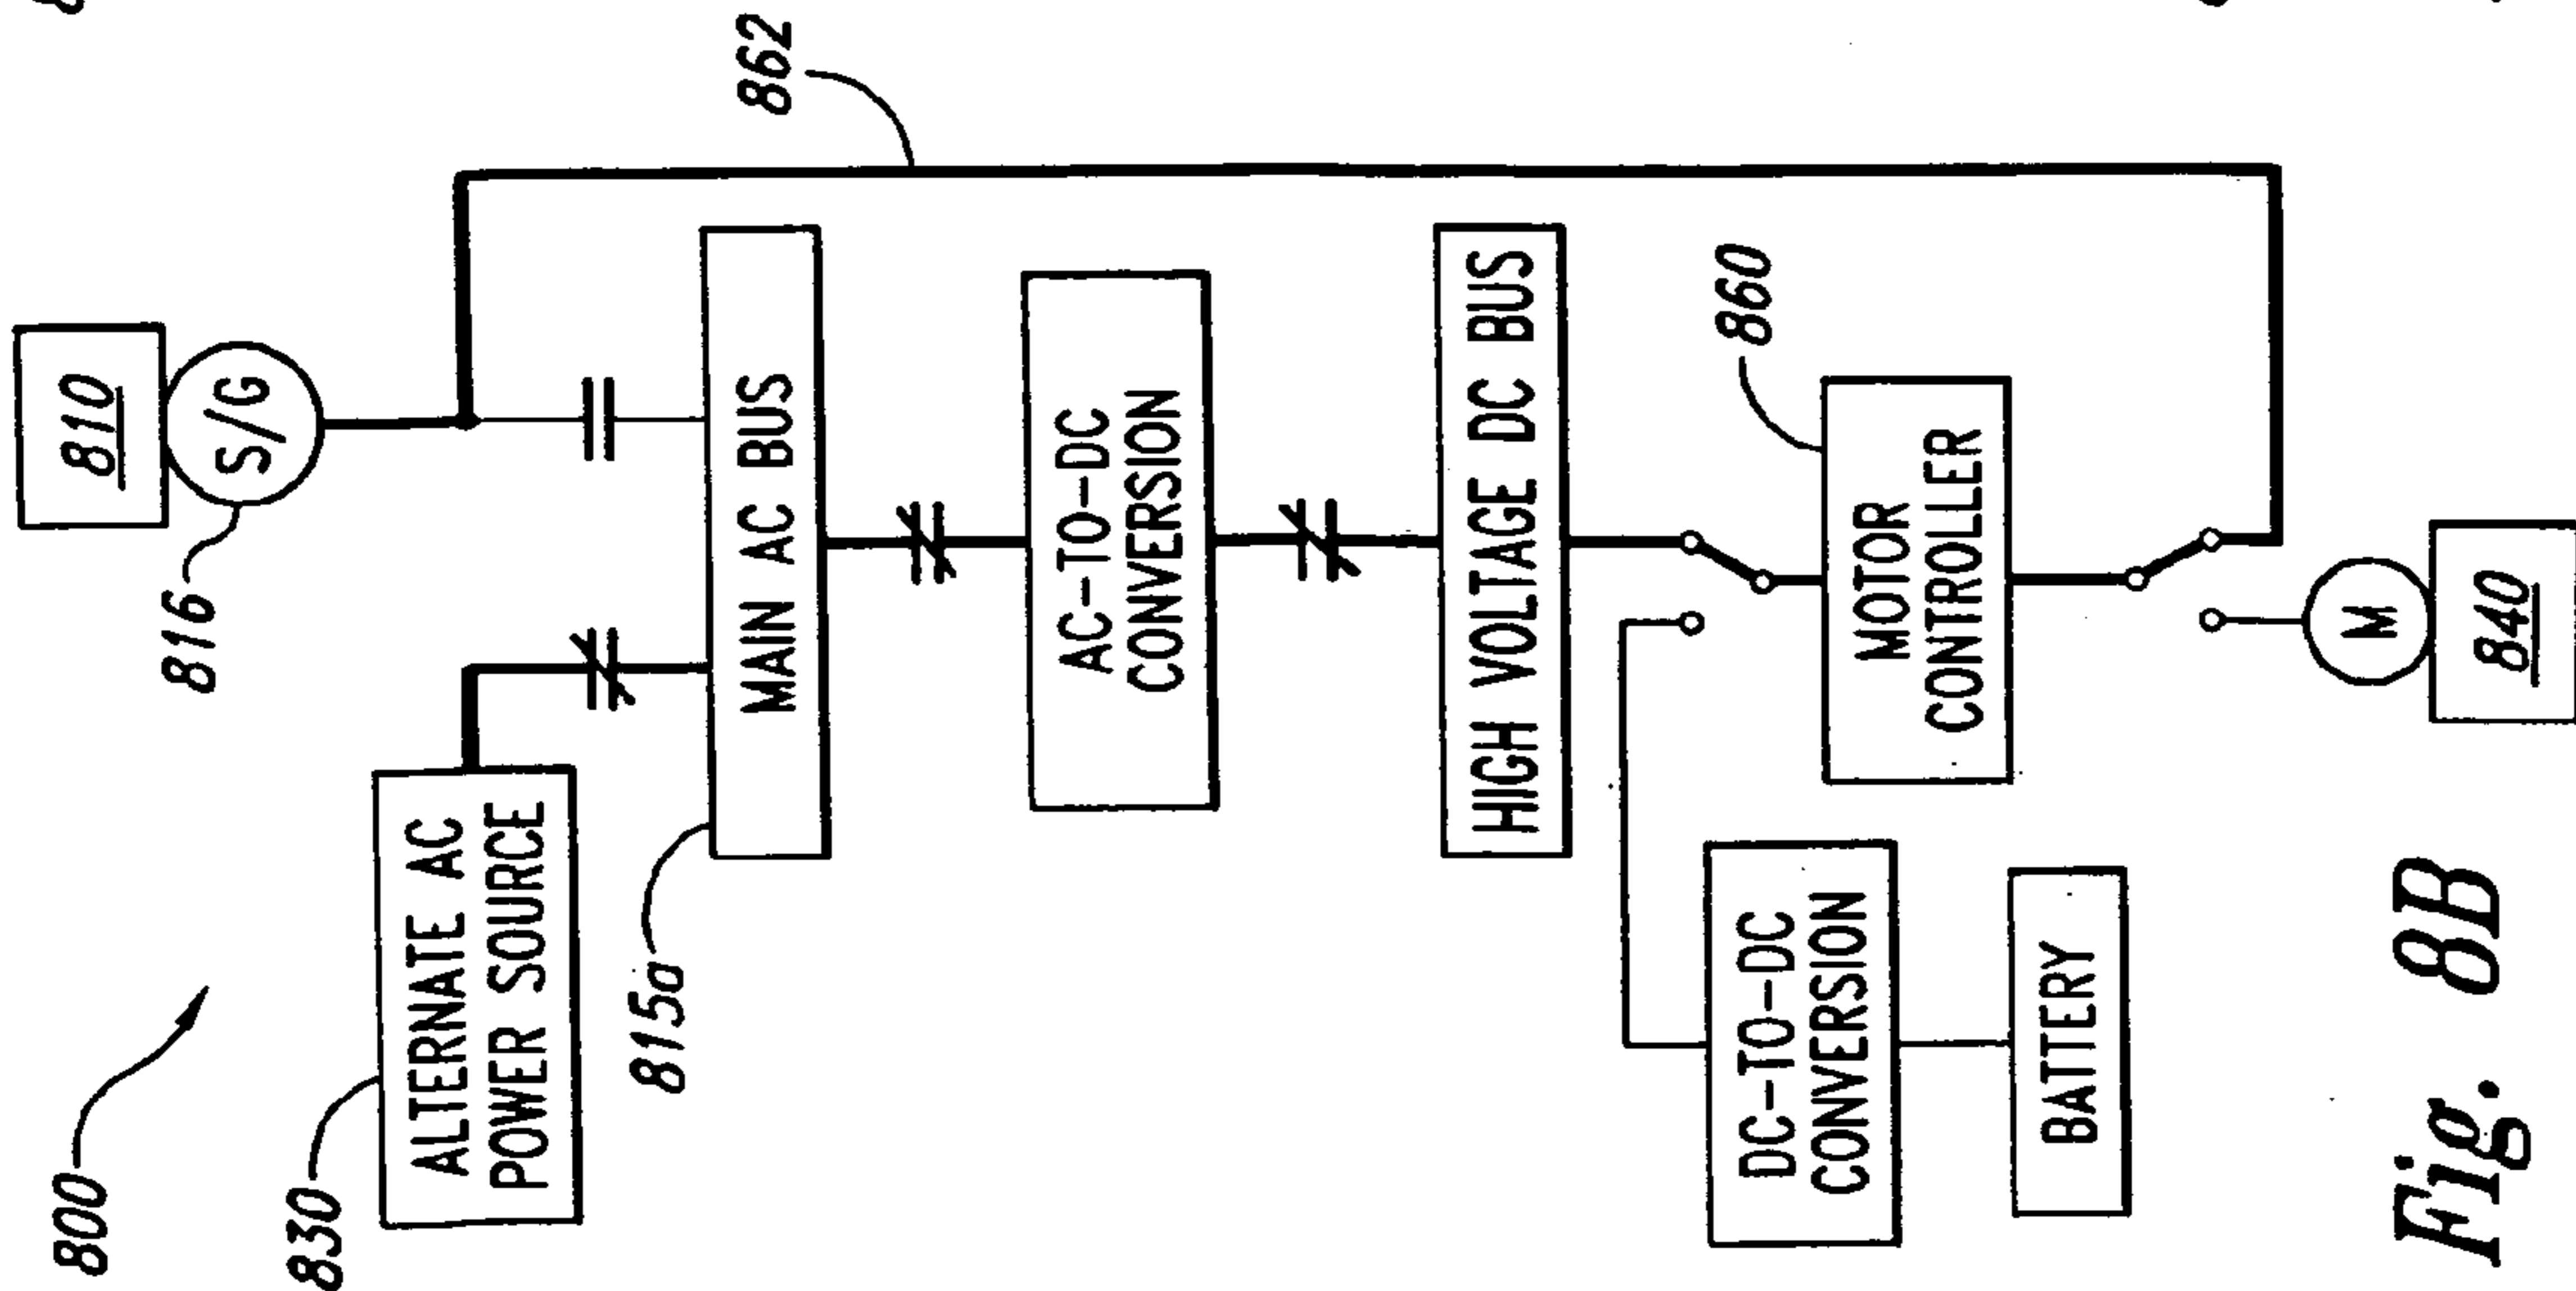 800
830
ALTERNATE AC
POWER SOURCE
810
S/G
816
862
815a
MAIN AC BUS
AC-TO-DC
CONVERSION
HIGH VOLTAGE DC BUS
860
MOTOR
CONTROLLER
DC-TO-DC
CONVERSION
BATTERY
M
840
Fig. 8B